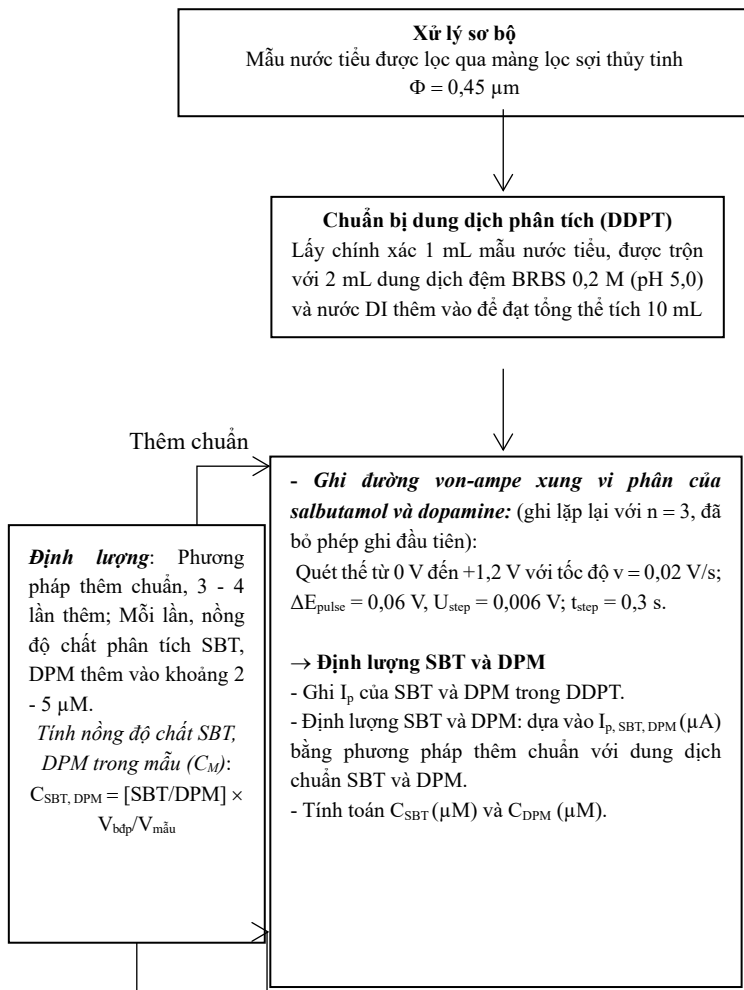 Xử lý sơ bộ
Mẫu nước tiểu được lọc qua màng lọc sợi thủy tinh
Φ = 0,45 µm
Chuẩn bị dung dịch phân tích (DDPT)
Lấy chính xác 1 mL mẫu nước tiểu, được trộn
với 2 mL dung dịch đệm BRBS 0,2 M (pH 5,0)
và nước DI thêm vào để đạt tổng thể tích 10 mL
Thêm chuẩn
- Ghi đường von-ampe xung vi phân của
salbutamol và dopamine: (ghi lặp lại với n = 3, đã
bỏ phép ghi đầu tiên):
Quét thế từ 0 V đến +1,2 V với tốc độ v = 0,02 V/s;
ΔEpulse = 0,06 V, Ustep = 0,006 V; tstep = 0,3 s.
→ Định lượng SBT và DPM
- Ghi Ip của SBT và DPM trong DDPT.
- Định lượng SBT và DPM: dựa vào Ip, SBT, DPM (µA)
bằng phương pháp thêm chuẩn với dung dịch
chuẩn SBT và DPM.
- Tính toán CSBT (µM) và CDPM (µM).
Định lượng: Phương
pháp thêm chuẩn, 3 - 4
lần thêm; Mỗi lần, nồng
độ chất phân tích SBT,
DPM thêm vào khoảng 2
- 5 µM.
Tính nồng độ chất SBT,
DPM trong mẫu (CM):
CSBT, DPM = [SBT/DPM] ×
Vbđp/Vmẫu